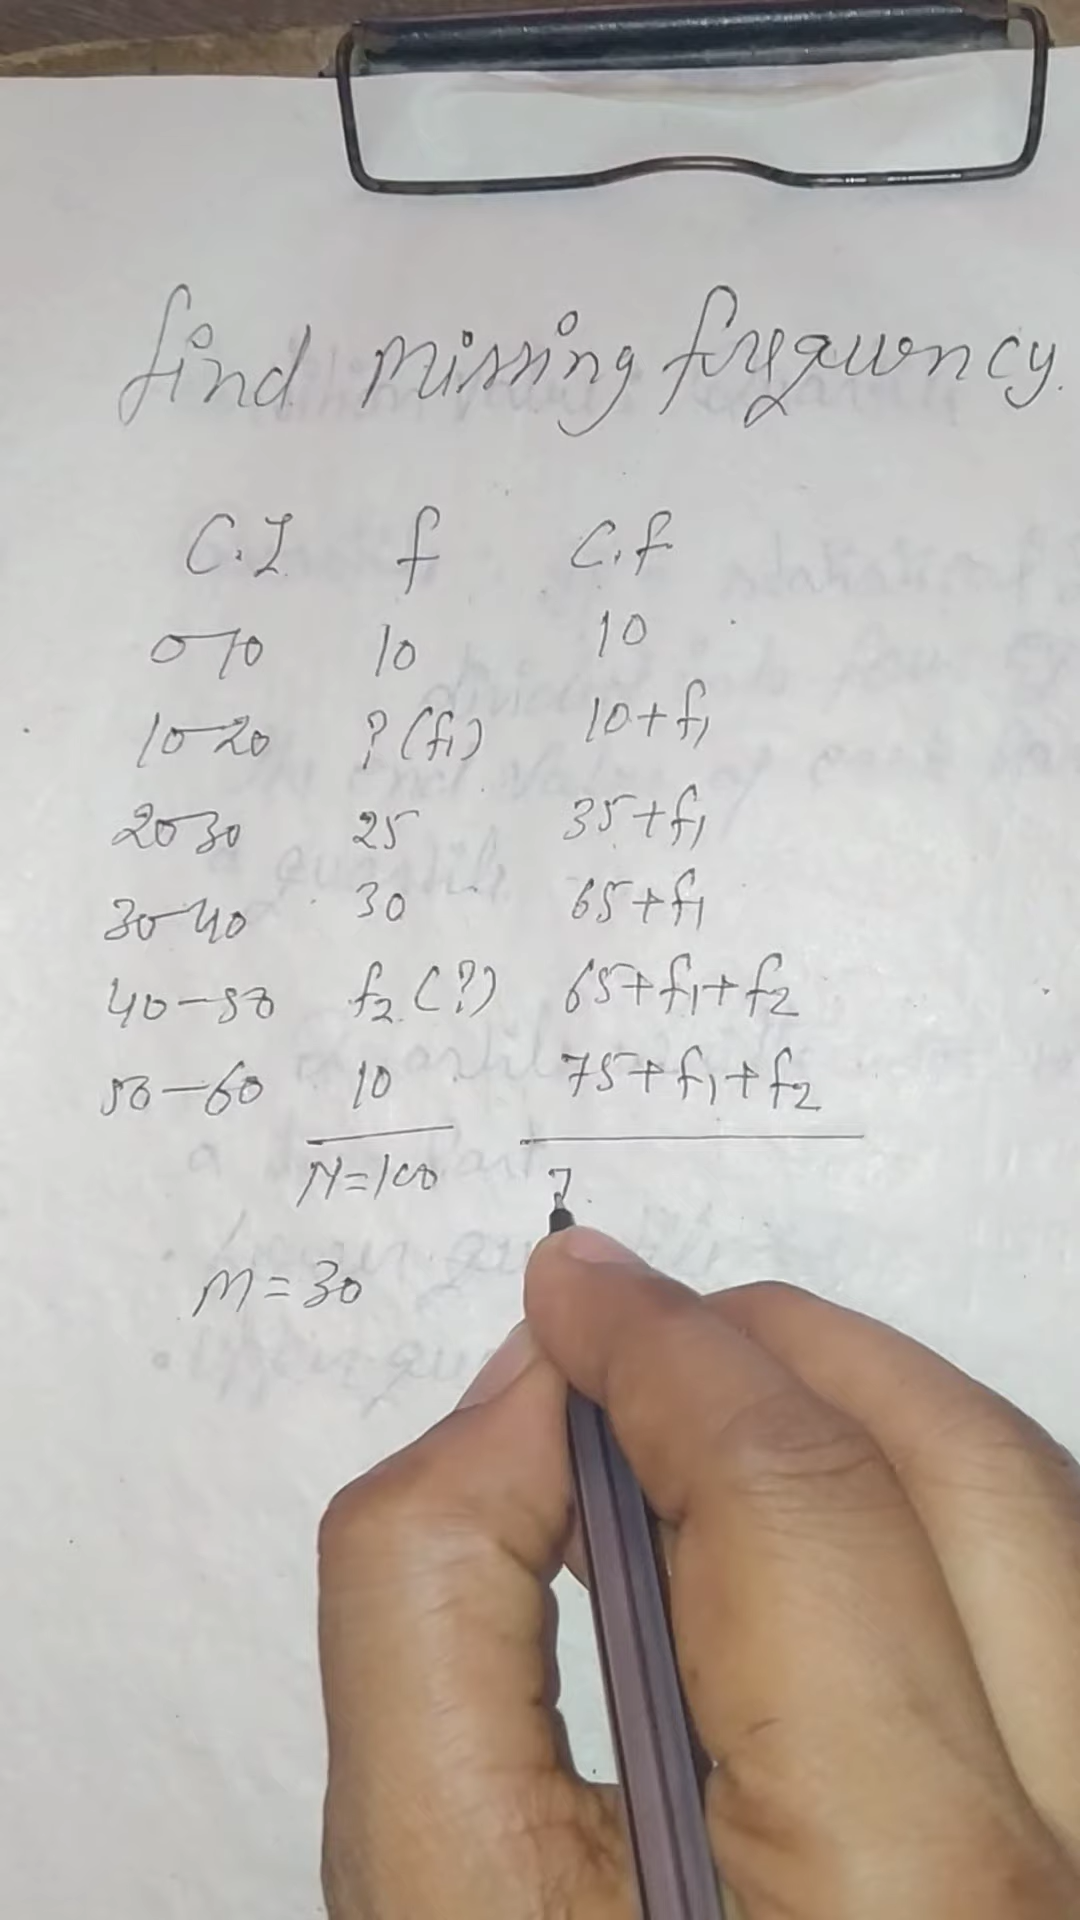 find missing frequency.
C.I f C.f
0-10 10 10
10-20 ?(f1) 10+f1
20-30 25 35+f1
30-40 30 65+f1
40-50 f2(?) 65+f1+f2
50-60 10 75+f1+f2
N=100 7
M=30